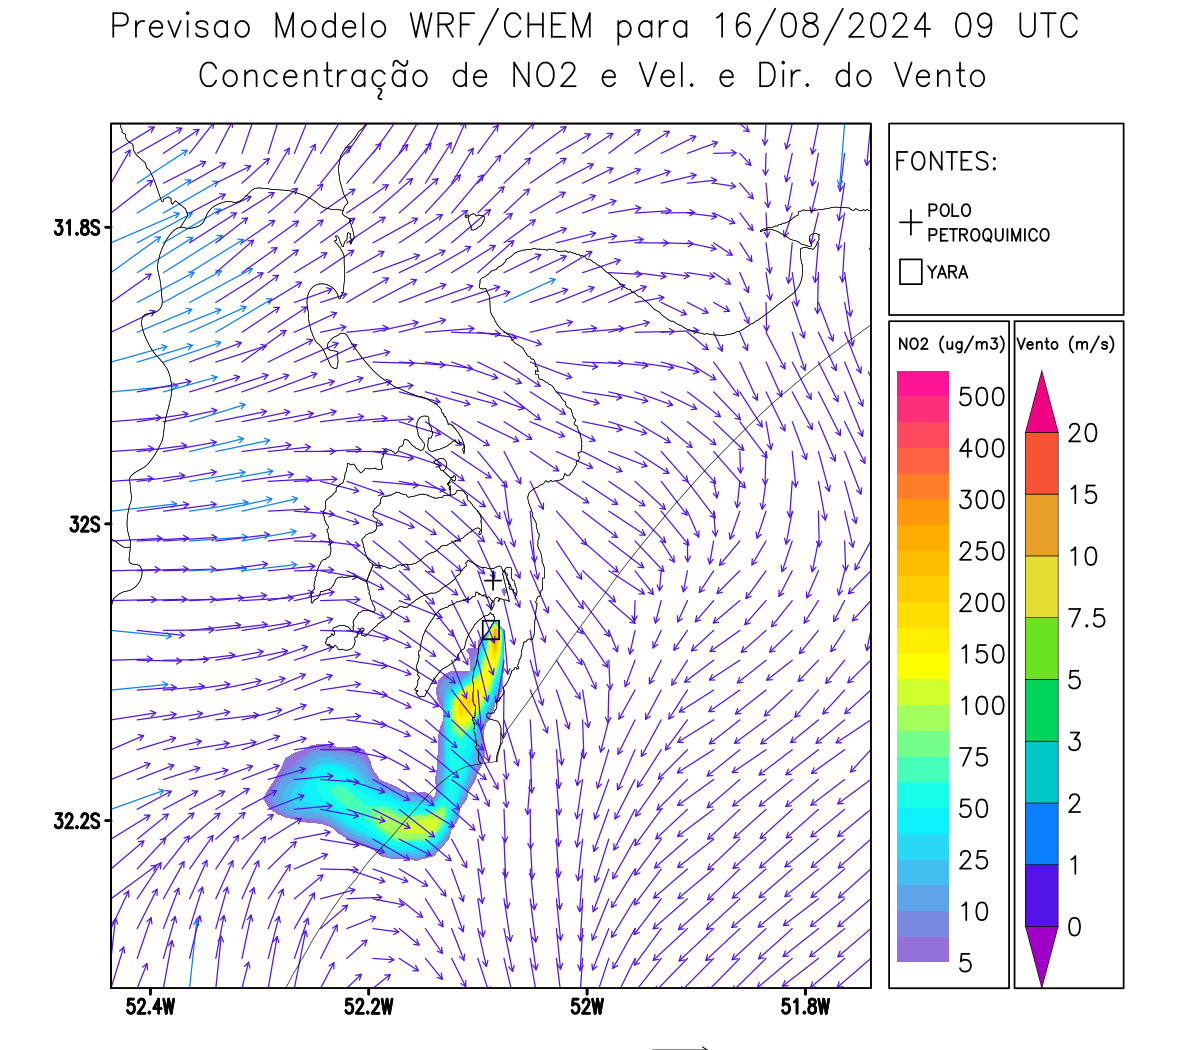 Previsao Modelo WRF/CHEM para 16/08/2024 09 UTC
Concentração de NO2 e Vel. e Dir. do Vento
FONTES:
POLO
PETROQUIMICO
YARA
NO2 (ug/m3)
500
400
300
250
200
150
100
75
50
25
10
5
Vento (m/s)
20
15
10
7.5
5
3
2
1
0
31.8S
32S
32.2S
52.4W
52.2W
52W
51.8W